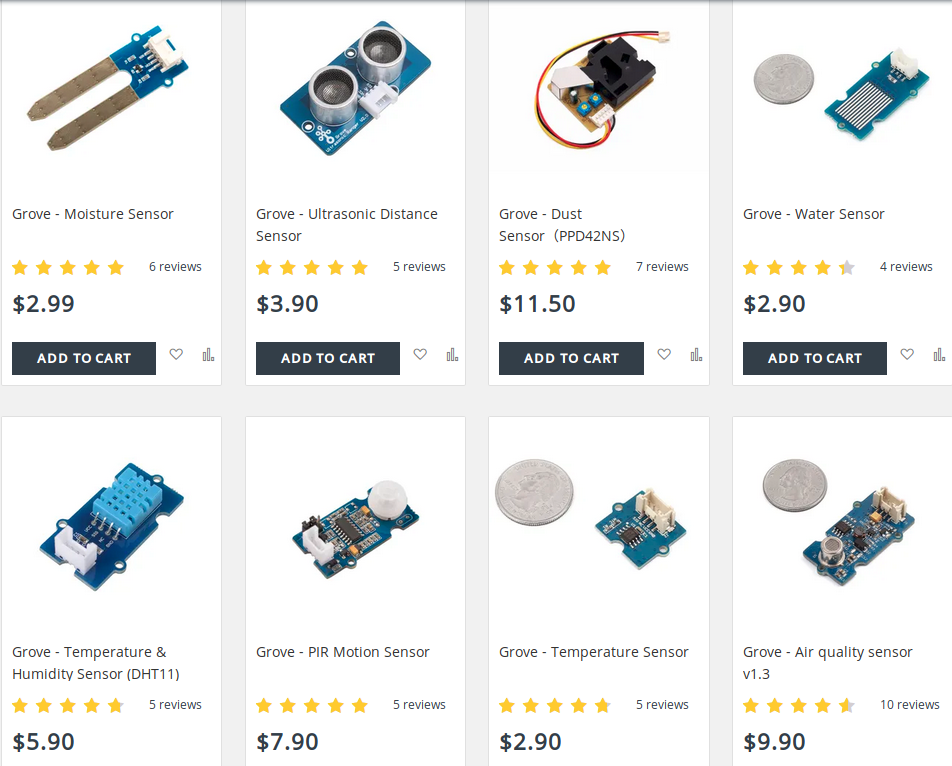 Grove - Moisture Sensor
6 reviews
$2.99
ADD TO CART
Grove - Ultrasonic Distance
Sensor
5 reviews
$3.90
ADD TO CART
Grove - Dust
Sensor（PPD42NS）
7 reviews
$11.50
ADD TO CART
Grove - Water Sensor
4 reviews
$2.90
ADD TO CART
Grove - Temperature &
Humidity Sensor (DHT11)
5 reviews
$5.90
Grove - PIR Motion Sensor
5 reviews
$7.90
Grove - Temperature Sensor
5 reviews
$2.90
Grove - Air quality sensor
v1.3
10 reviews
$9.90